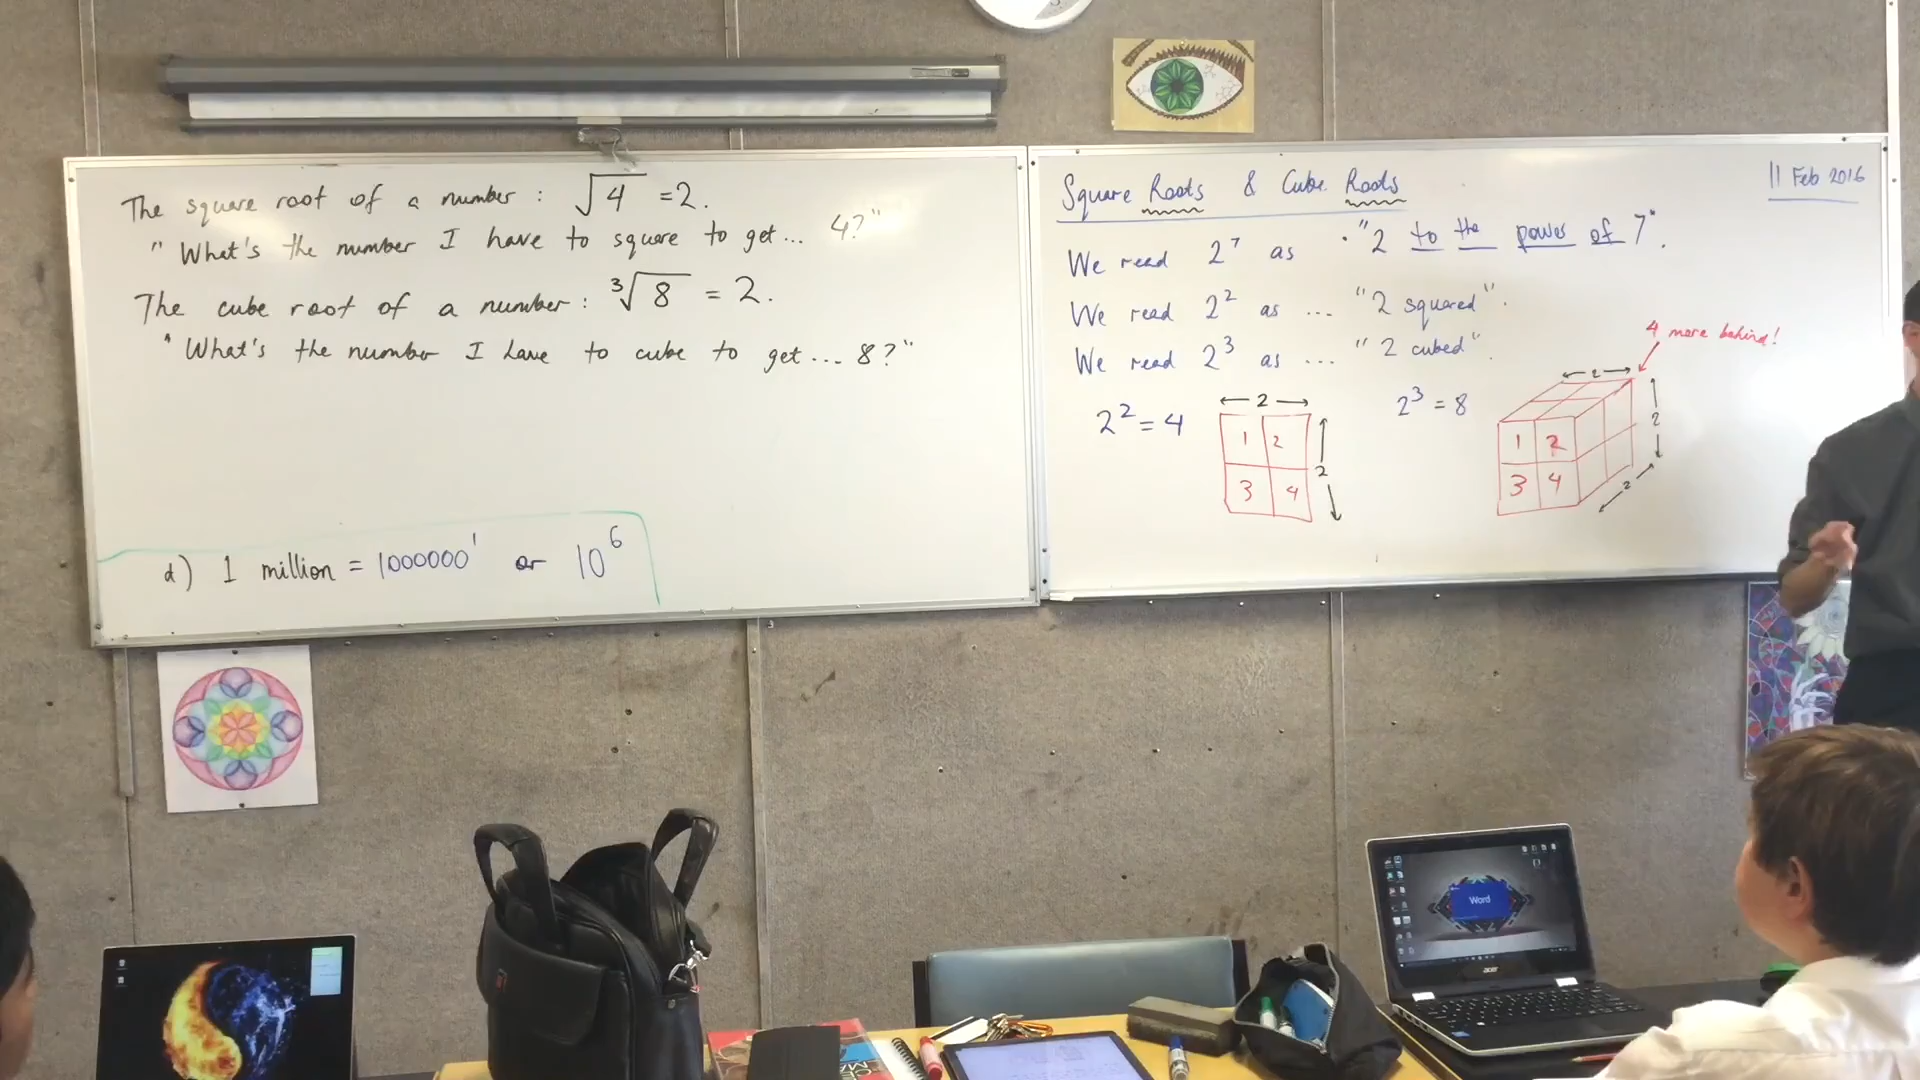 The square root of a number : √4 = 2.
"What's the number I have to square to get... 4?"
The cube root of a number : ³√8 = 2.
"What's the number I have to cube to get... 8?"
d) 1 million = 1000000¹ or 10⁶
Square Roots & Cube Roots
11 Feb 2016
We read 2⁷ as "2 to the power of 7".
We read 2² as ... "2 squared".
We read 2³ as ... "2 cubed".
4 more behind!
2² = 4
2
1 2
3 4
2
2³ = 8
2
1 2
3 4
2
2
Word
acer